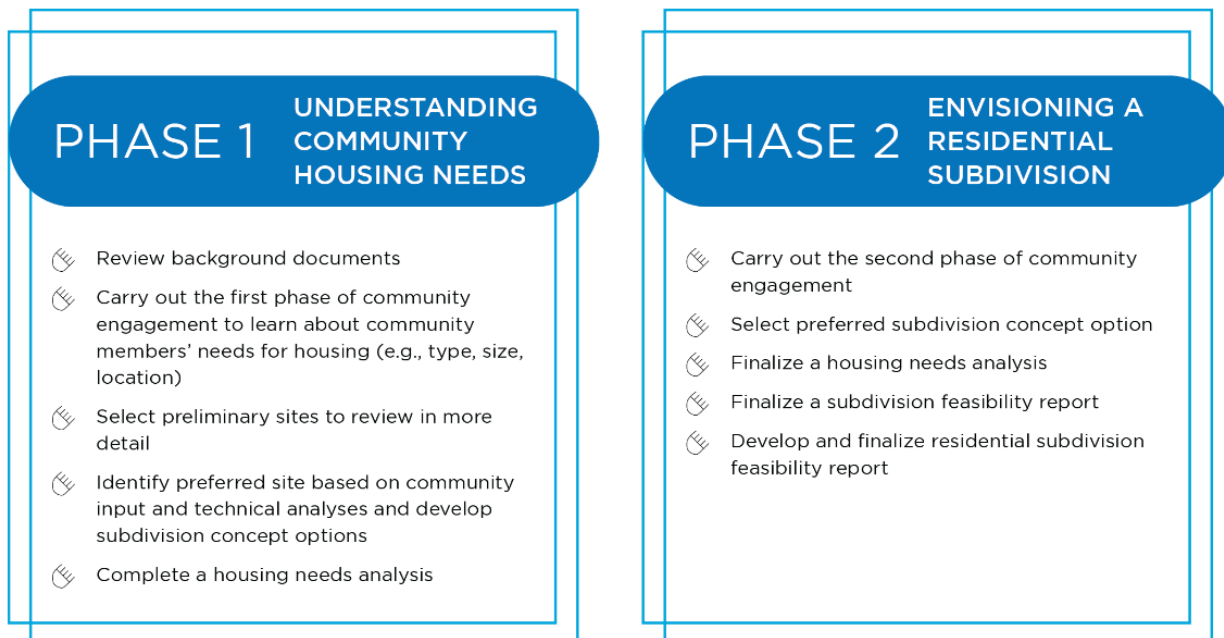 PHASE 1
UNDERSTANDING
COMMUNITY
HOUSING NEEDS
Review background documents
Carry out the first phase of community
engagement to learn about community
members’ needs for housing (e.g., type, size,
location)
Select preliminary sites to review in more
detail
Identify preferred site based on community
input and technical analyses and develop
subdivision concept options
Complete a housing needs analysis
PHASE 2
ENVISIONING A
RESIDENTIAL
SUBDIVISION
Carry out the second phase of community
engagement
Select preferred subdivision concept option
Finalize a housing needs analysis
Finalize a subdivision feasibility report
Develop and finalize residential subdivision
feasibility report